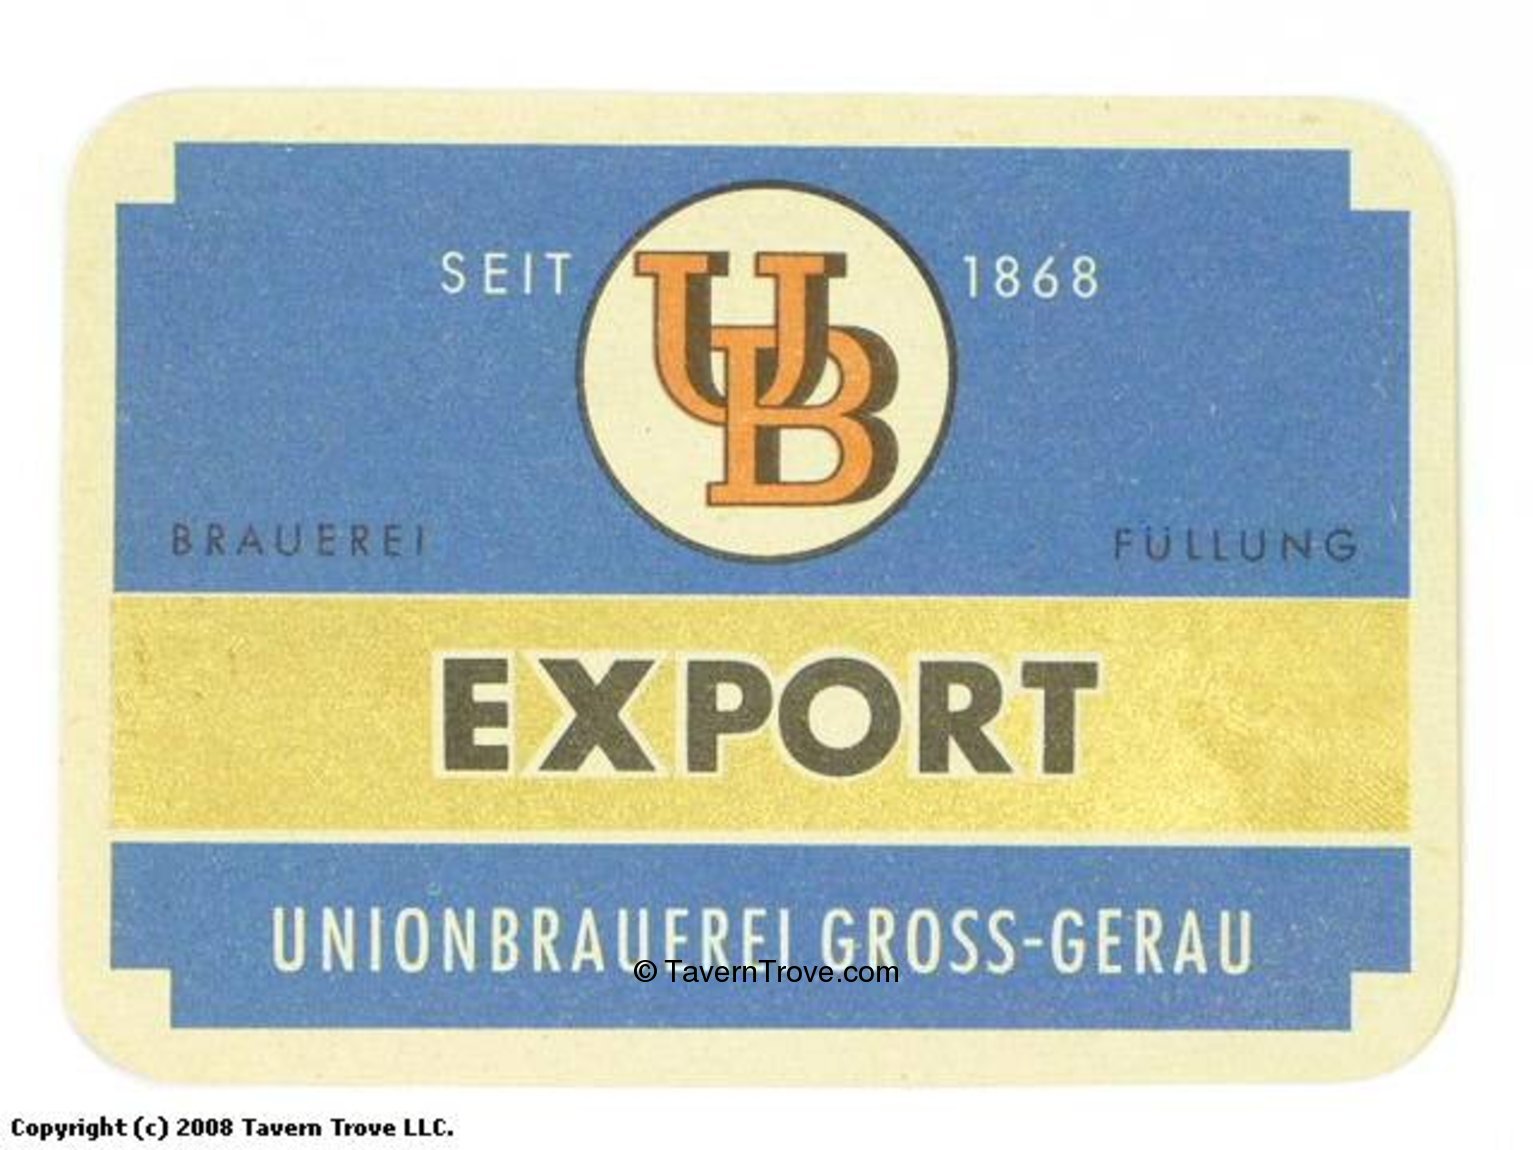 SEIT UB 1868
BRAUEREI FÜLLUNG
EXPORT
UNIONBRAUEREI GROSS-GERAU
© TavernTrove.com
Copyright (c) 2008 Tavern Trove LLC.